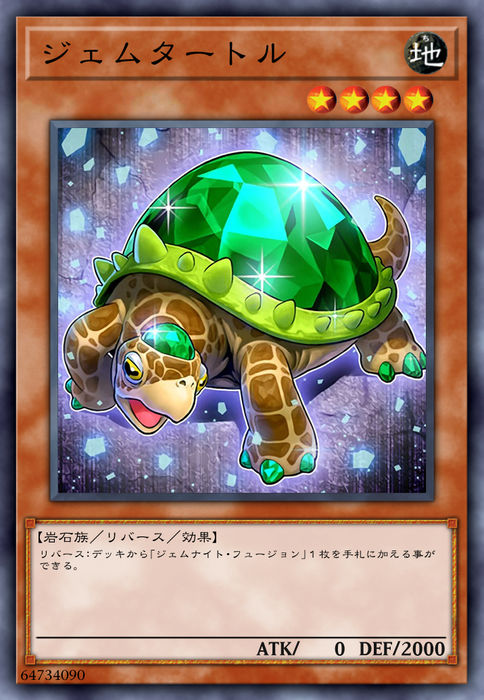 ジェムタートル
ち
地
【岩石族／リバース／効果】
リバース：デッキから「ジェムナイト・フュージョン」１枚を手札に加える事が
できる。
ATK/ 0 DEF/2000
64734090